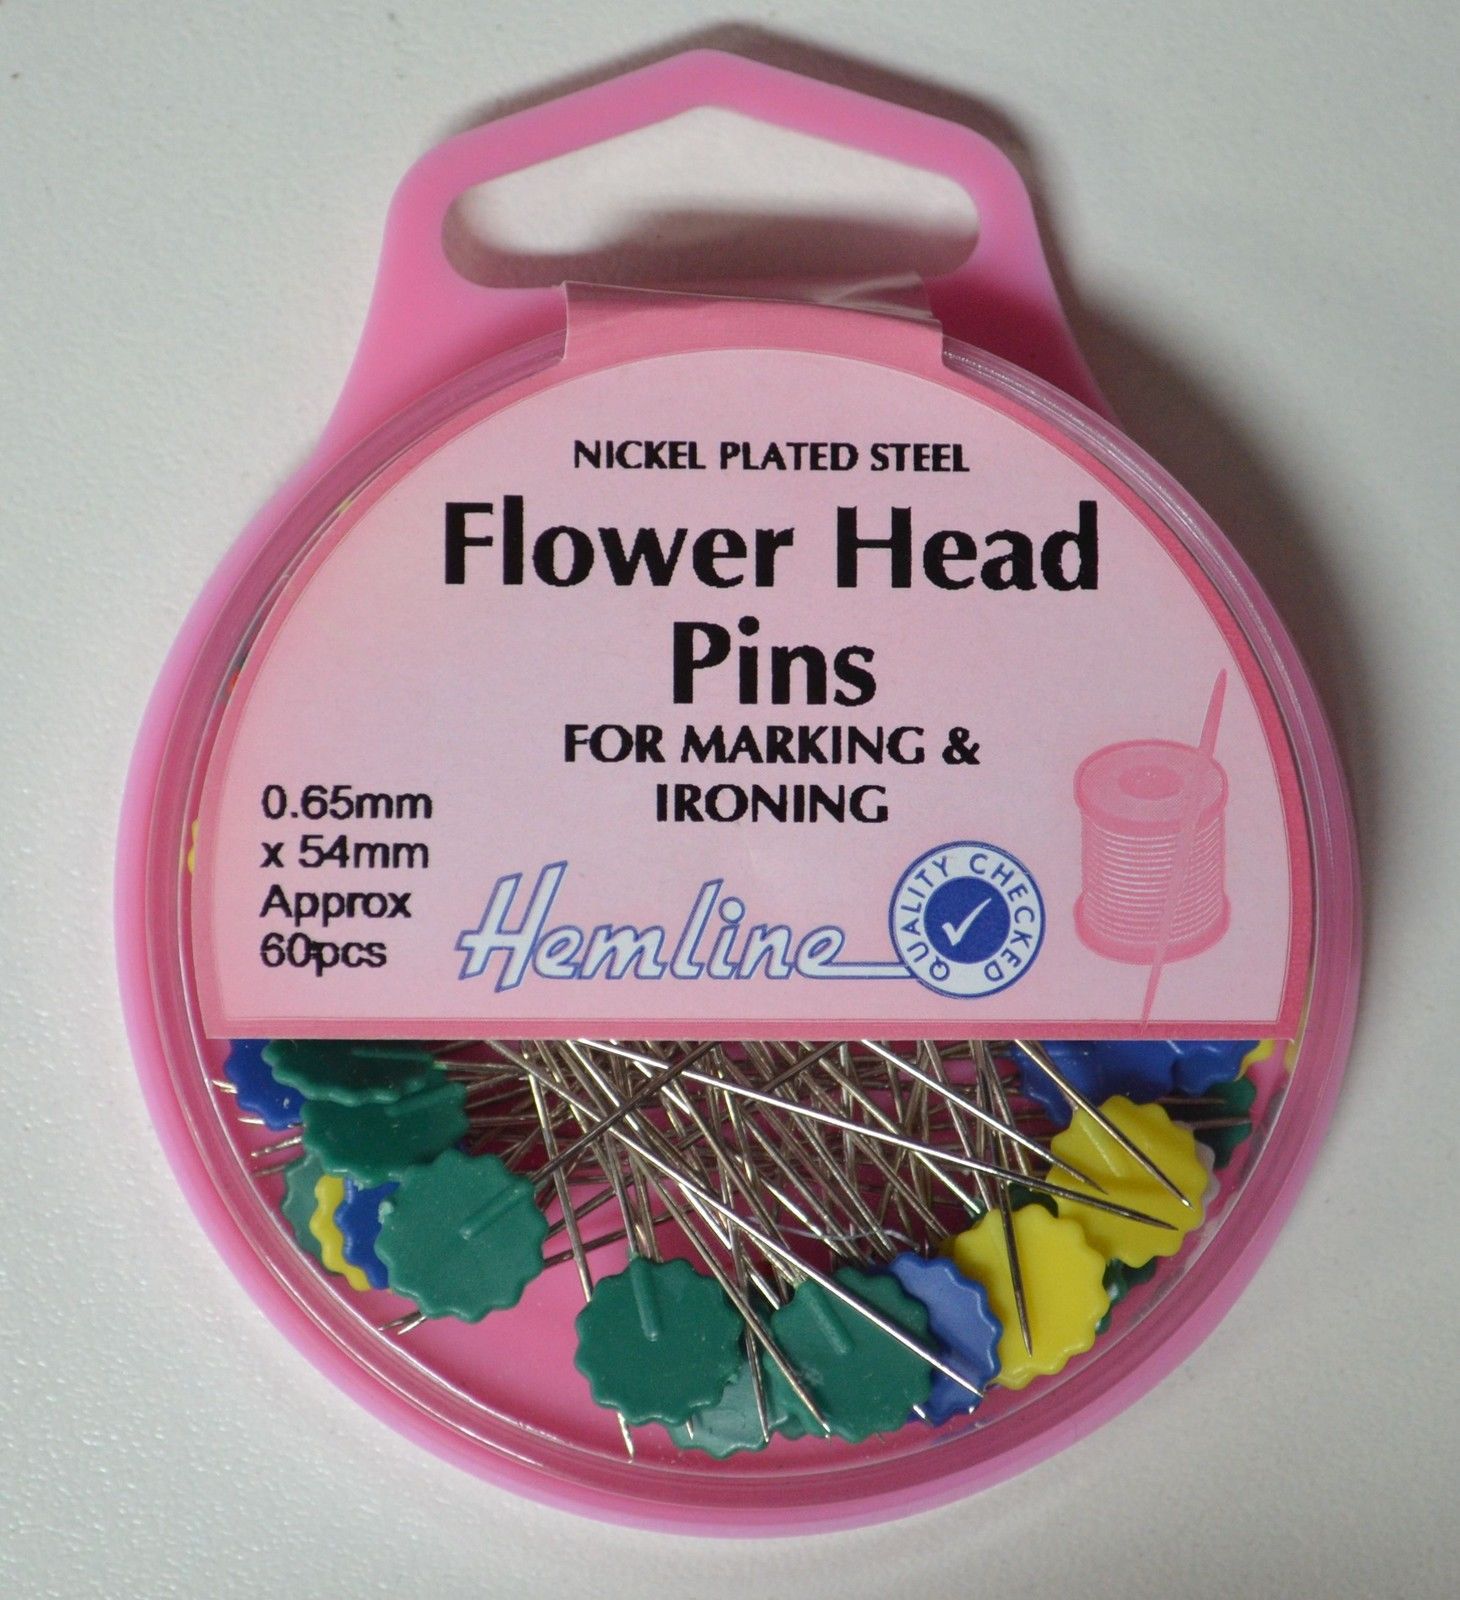 NICKEL PLATED STEEL
Flower Head
Pins
FOR MARKING &
IRONING
0.65mm
x 54mm
Approx
60pcs
Hemline
QUALITY CHECKED